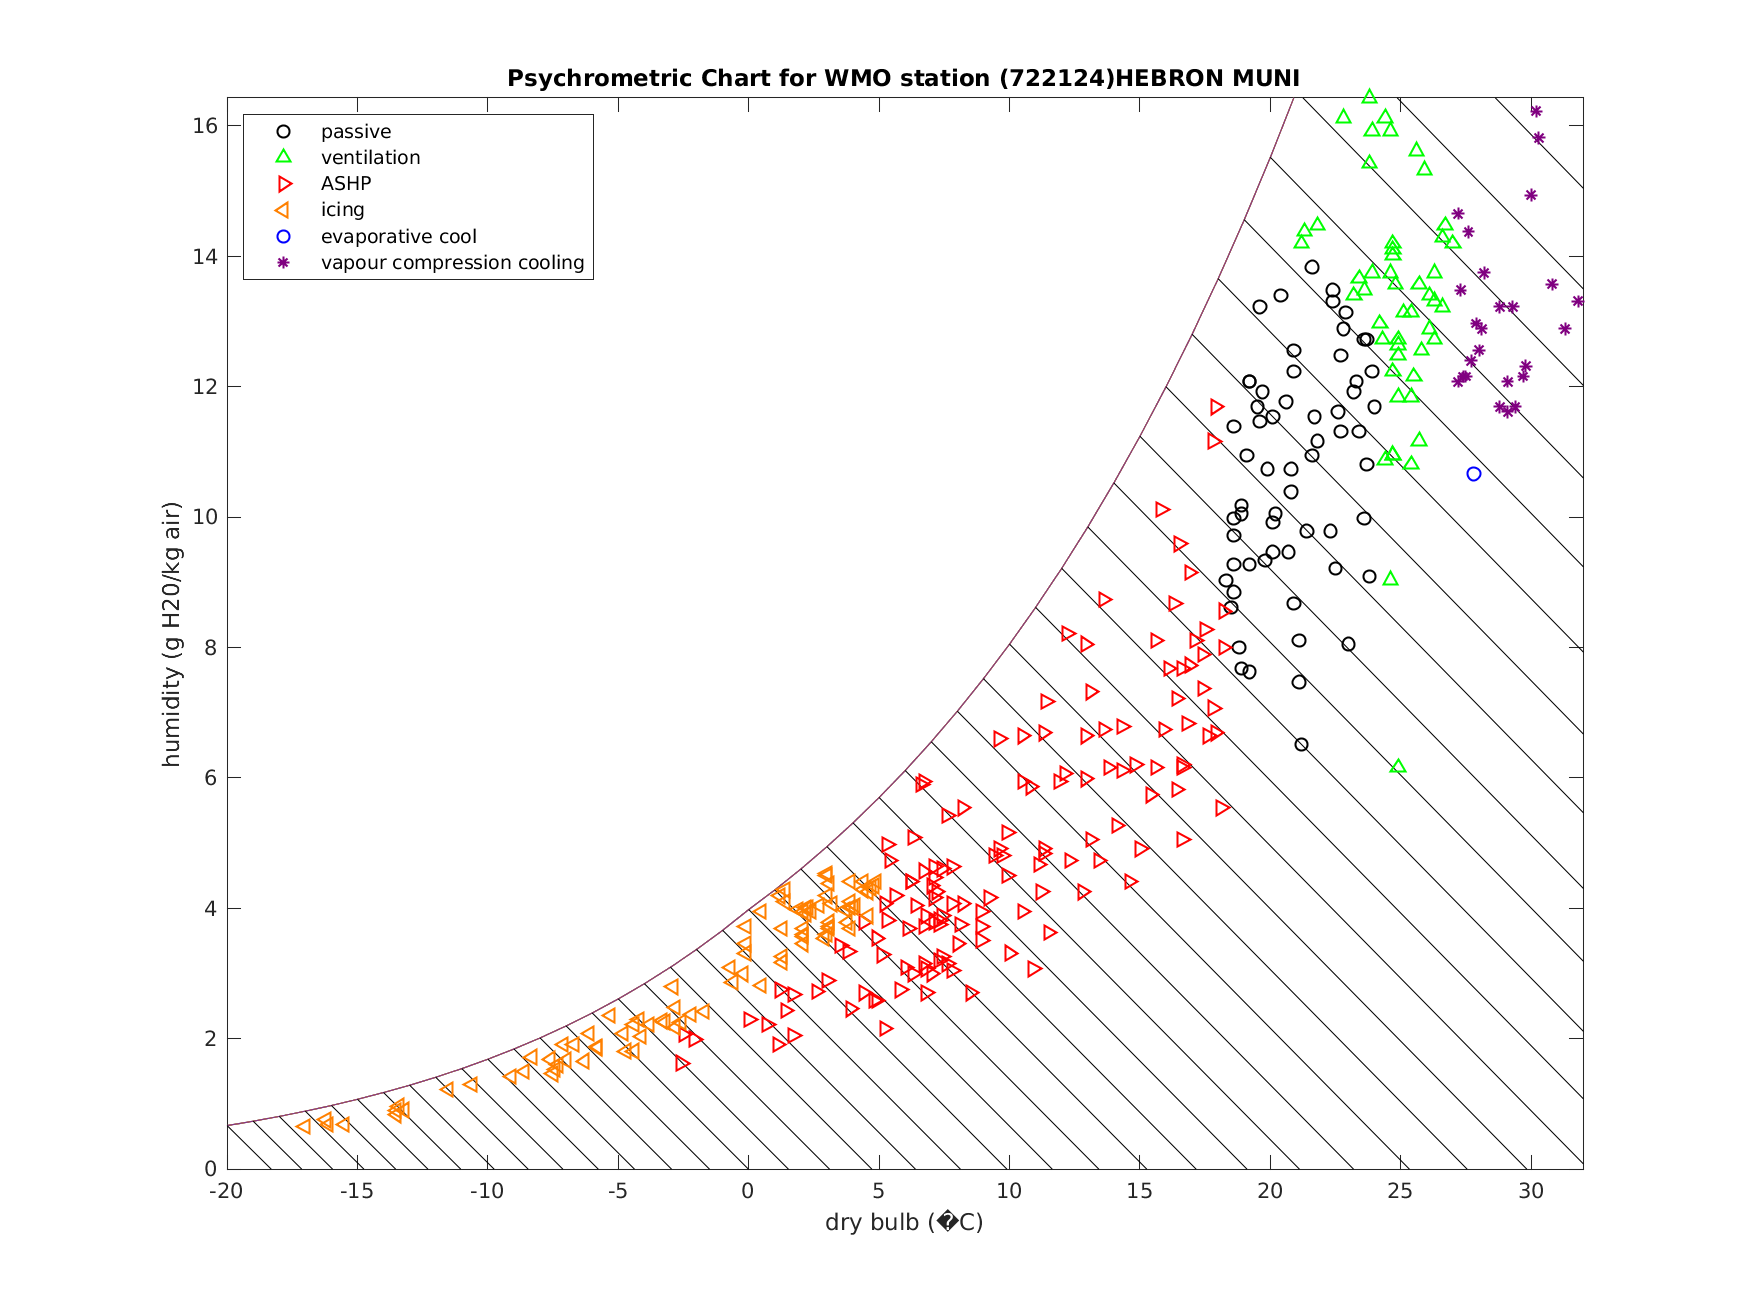 Psychrometric Chart for WMO station (722124)HEBRON MUNI
passive
ventilation
ASHP
icing
evaporative cool
vapour compression cooling
humidity (g H20/kg air)
16
14
12
10
8
6
4
2
0
-20 -15 -10 -5 0 5 10 15 20 25 30
dry bulb (�C)